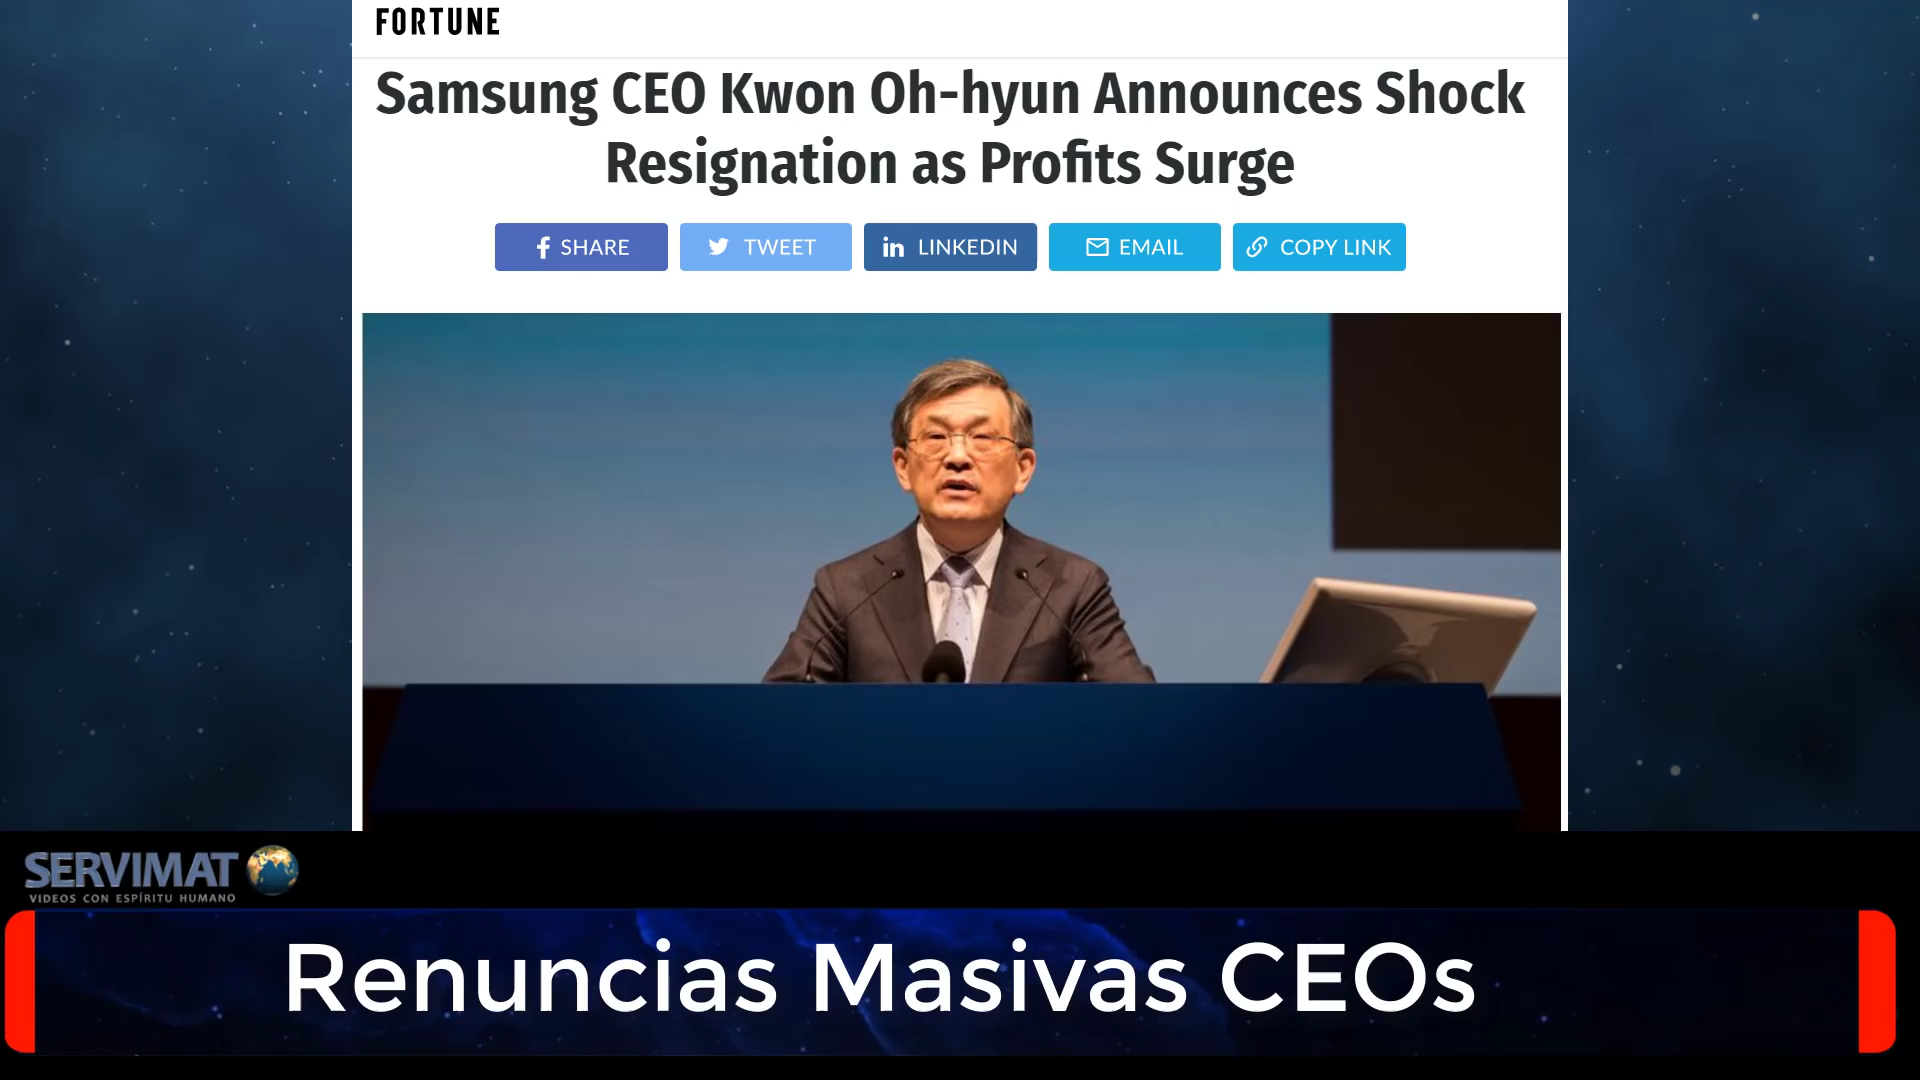 FORTUNE
Samsung CEO Kwon Oh-hyun Announces Shock
Resignation as Profits Surge
SHARE
TWEET
LINKEDIN
EMAIL
COPY LINK
SERVIMAT
VIDEOS CON ESPÍRITU HUMANO
Renuncias Masivas CEOs